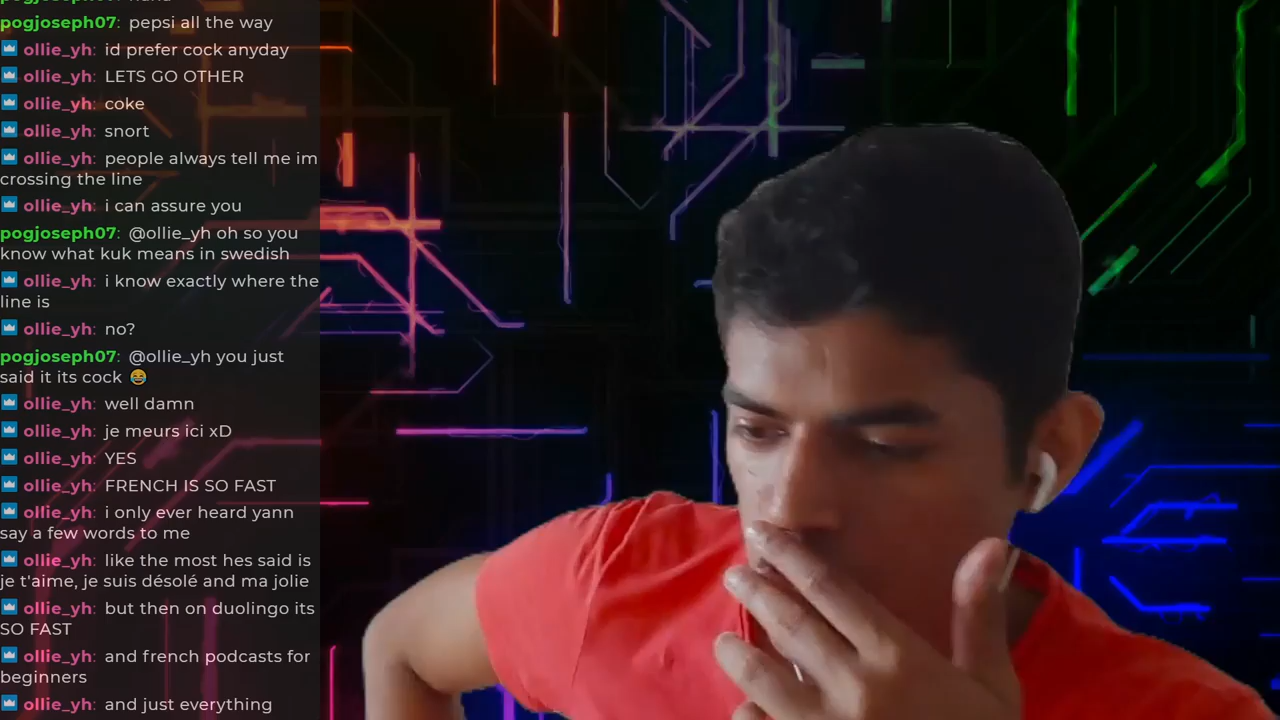 pogjoseph07: pepsi all the way
ollie_yh: id prefer cock anyday
ollie_yh: LETS GO OTHER
ollie_yh: coke
ollie_yh: snort
ollie_yh: people always tell me im
crossing the line
ollie_yh: i can assure you
pogjoseph07: @ollie_yh oh so you
know what kuk means in swedish
ollie_yh: i know exactly where the
line is
ollie_yh: no?
pogjoseph07: @ollie_yh you just
said it its cock 😂
ollie_yh: well damn
ollie_yh: je meurs ici xD
ollie_yh: YES
ollie_yh: FRENCH IS SO FAST
ollie_yh: i only ever heard yann
say a few words to me
ollie_yh: like the most hes said is
je t'aime, je suis désolé and ma jolie
ollie_yh: but then on duolingo its
SO FAST
ollie_yh: and french podcasts for
beginners
ollie_yh: and just everything